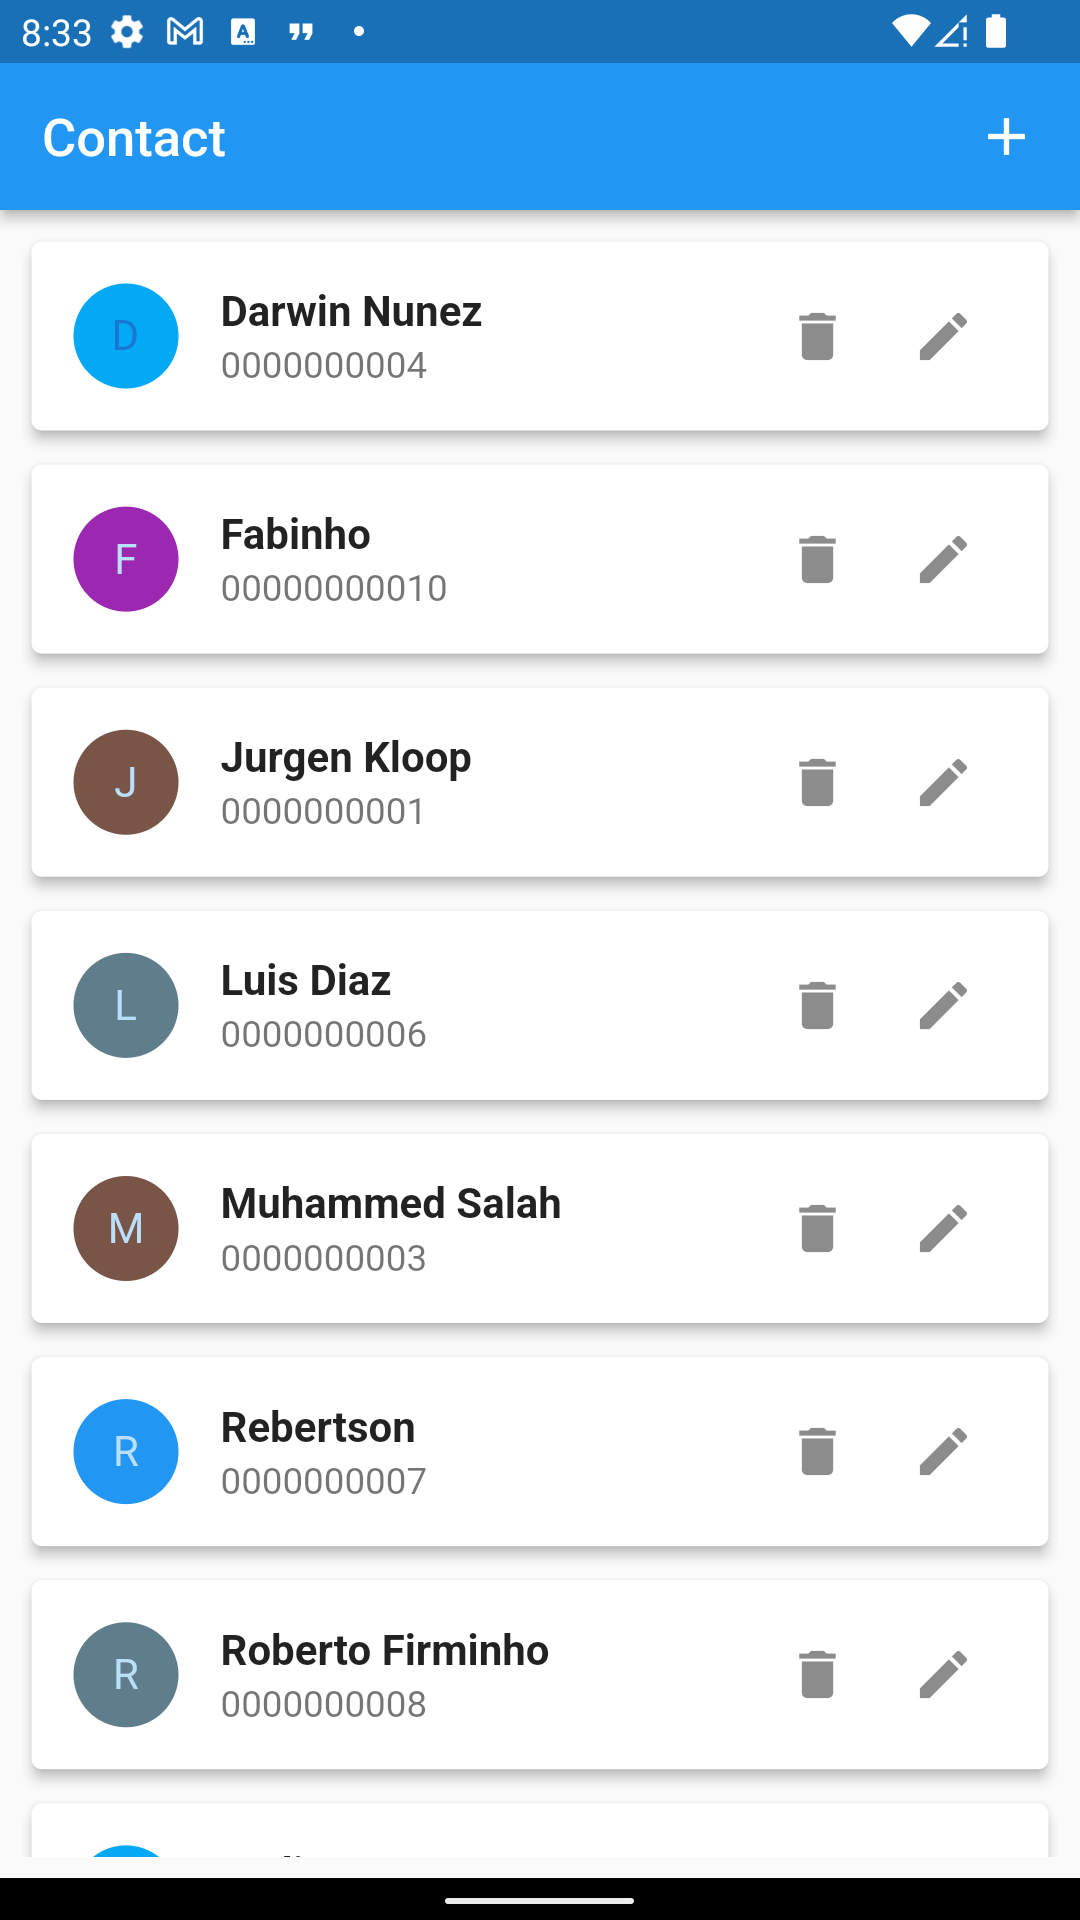 8:33
Contact
D
Darwin Nunez
0000000004
F
Fabinho
00000000010
J
Jurgen Kloop
0000000001
L
Luis Diaz
0000000006
M
Muhammed Salah
0000000003
R
Rebertson
0000000007
R
Roberto Firminho
0000000008